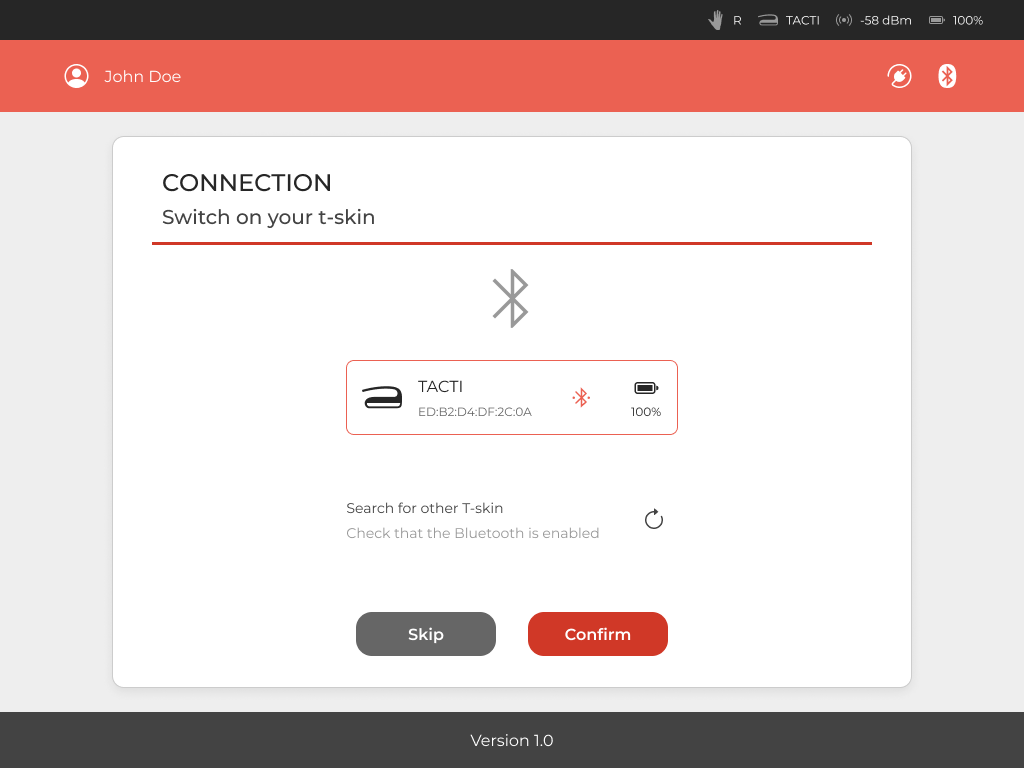 R TACTI -58 dBm 100%
John Doe
CONNECTION
Switch on your t-skin
TACTI
ED:B2:D4:DF:2C:0A
100%
Search for other T-skin
Check that the Bluetooth is enabled
Skip Confirm
Version 1.0